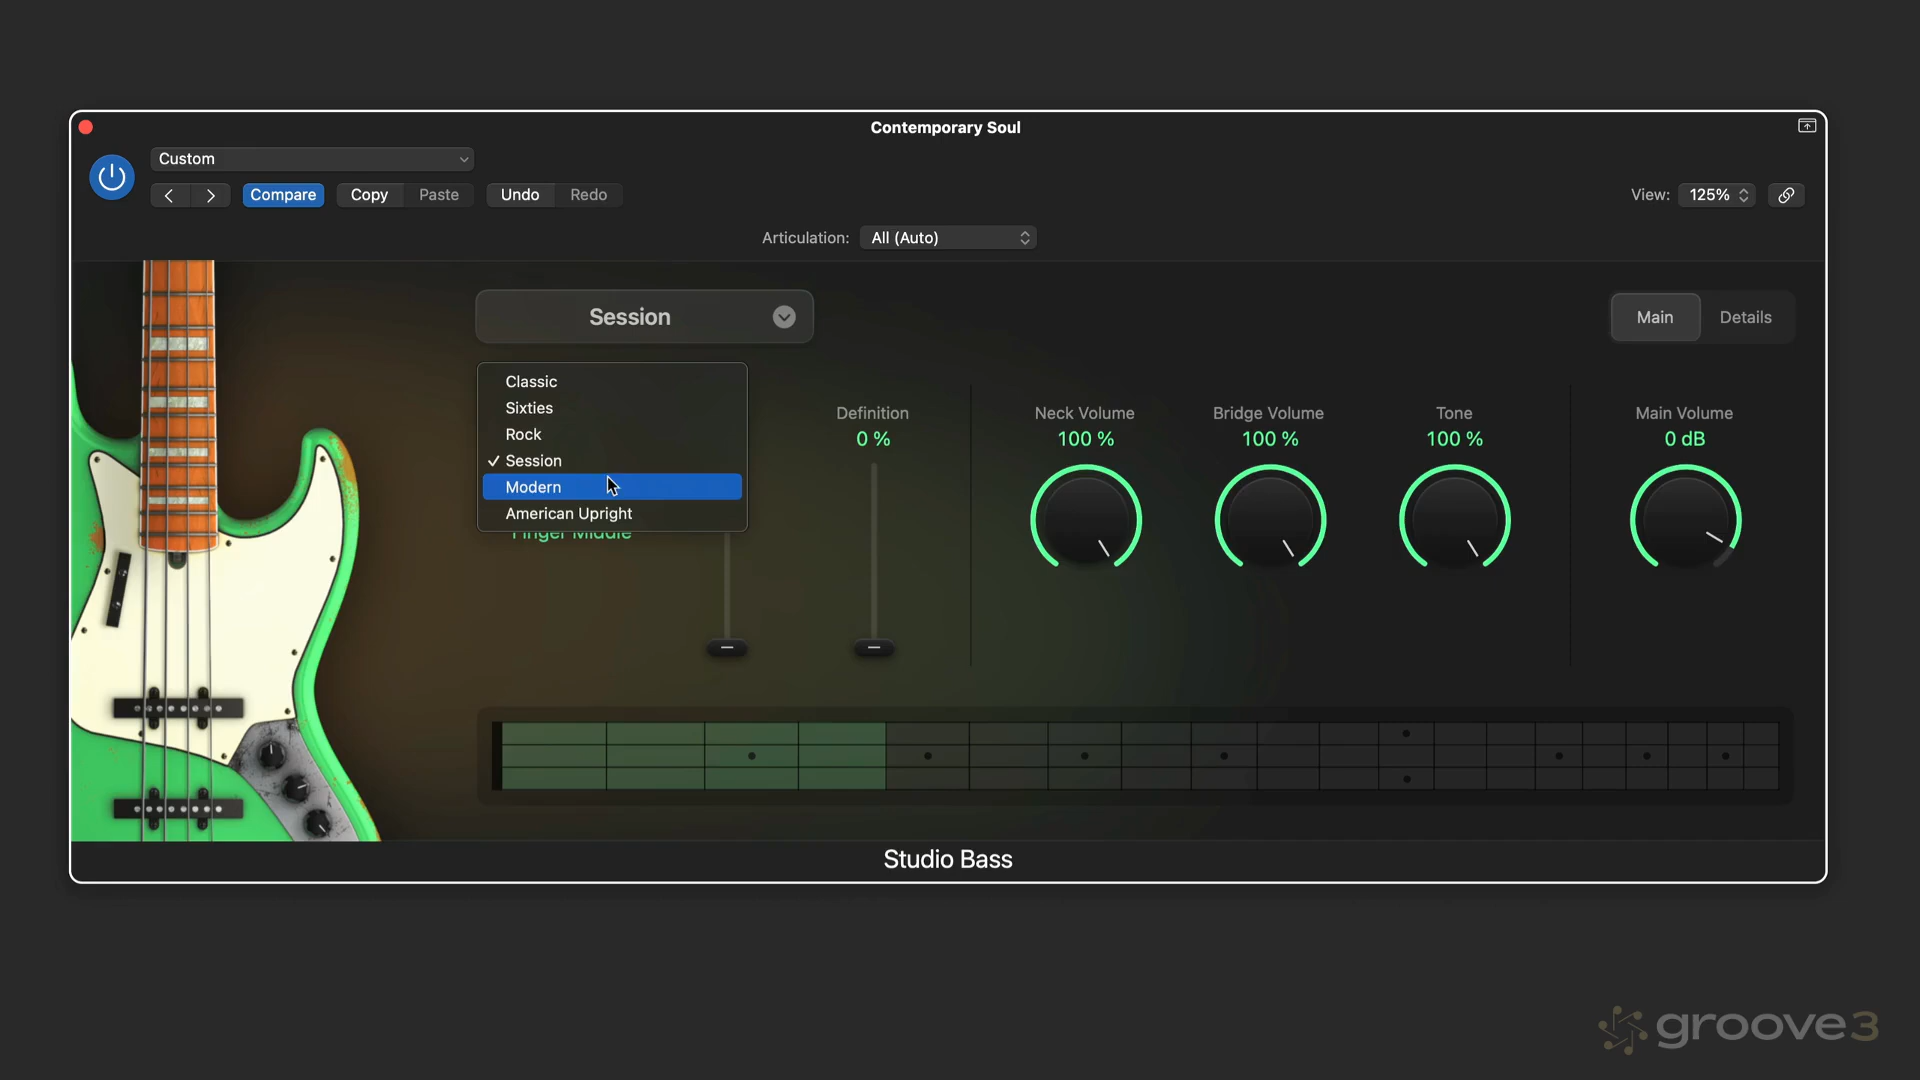 Contemporary Soul
Custom
Compare
Copy
Paste
Undo
Redo
View:
125%
Articulation:
All (Auto)
Session
Main
Details
Classic
Sixties
Rock
✓ Session
Modern
American Upright
Finger Middle
Definition
0 %
Neck Volume
100 %
Bridge Volume
100 %
Tone
100 %
Main Volume
0 dB
Studio Bass
groove3